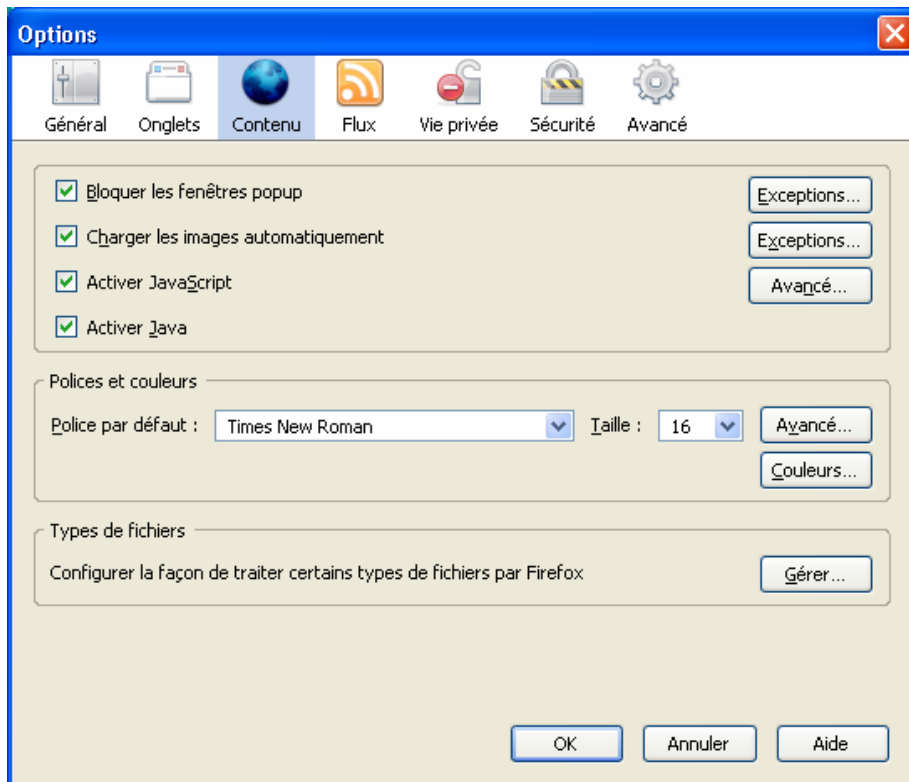 Options
Général Onglets Contenu Flux Vie privée Sécurité Avancé
Bloquer les fenêtres popup Exceptions...
Charger les images automatiquement Exceptions...
Activer JavaScript Avancé...
Activer Java
Polices et couleurs
Police par défaut : Times New Roman Taille : 16 Avancé...
Couleurs...
Types de fichiers
Configurer la façon de traiter certains types de fichiers par Firefox Gérer...
OK Annuler Aide